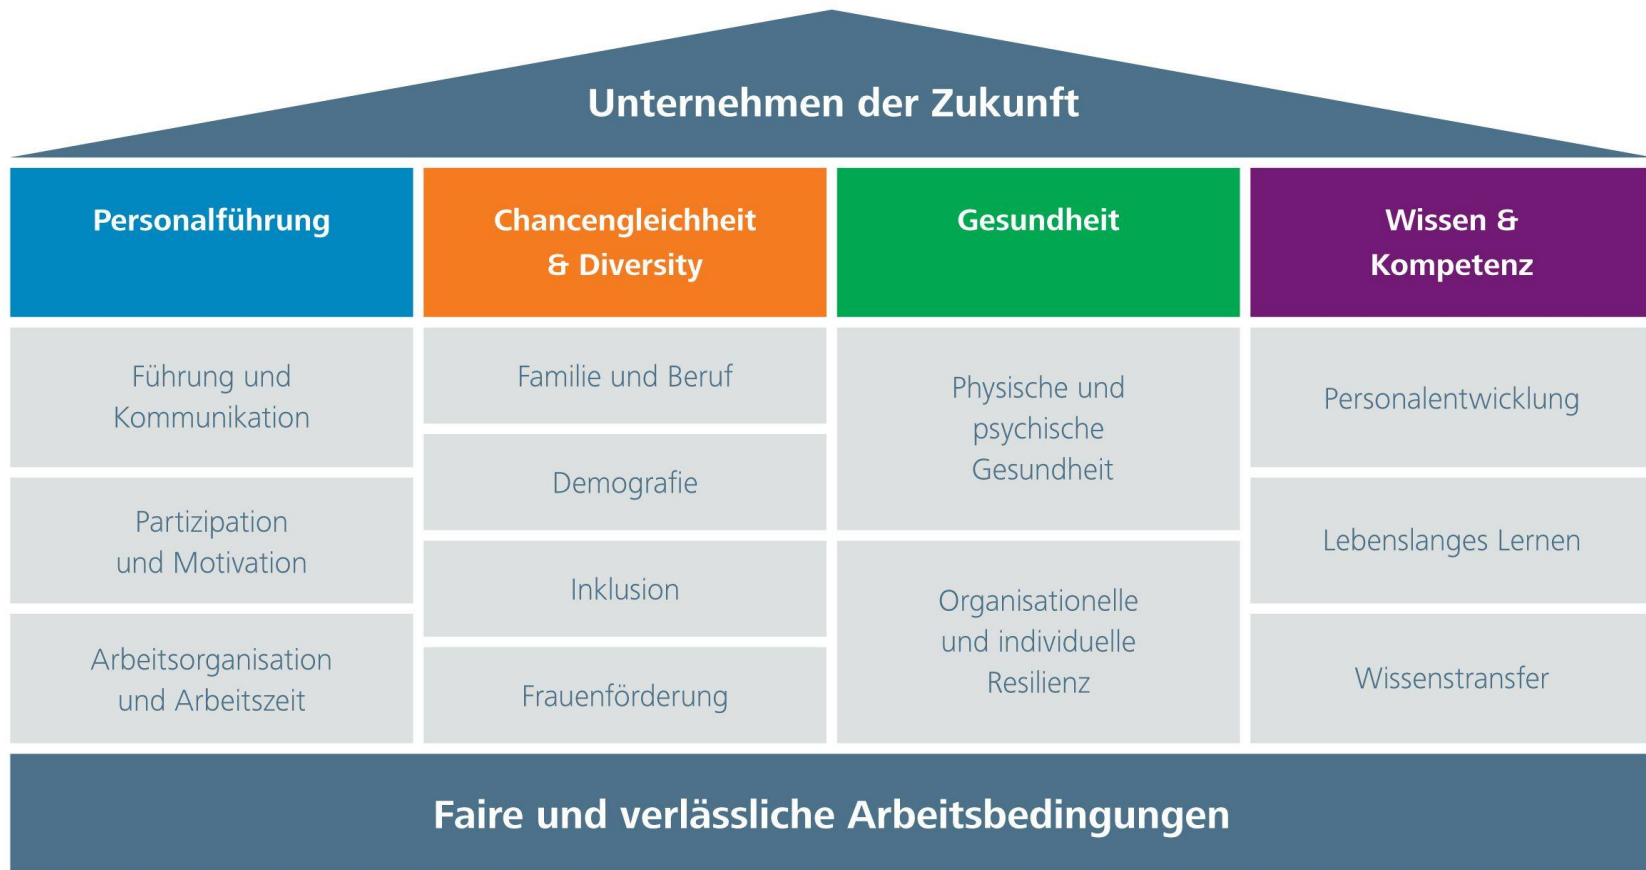 Unternehmen der Zukunft
Personalführung
Chancengleichheit
& Diversity
Gesundheit
Wissen &
Kompetenz
Führung und
Kommunikation
Partizipation
und Motivation
Arbeitsorganisation
und Arbeitszeit
Familie und Beruf
Demografie
Inklusion
Frauenförderung
Physische und
psychische
Gesundheit
Organisationelle
und individuelle
Resilienz
Personalentwicklung
Lebenslanges Lernen
Wissenstransfer
Faire und verlässliche Arbeitsbedingungen